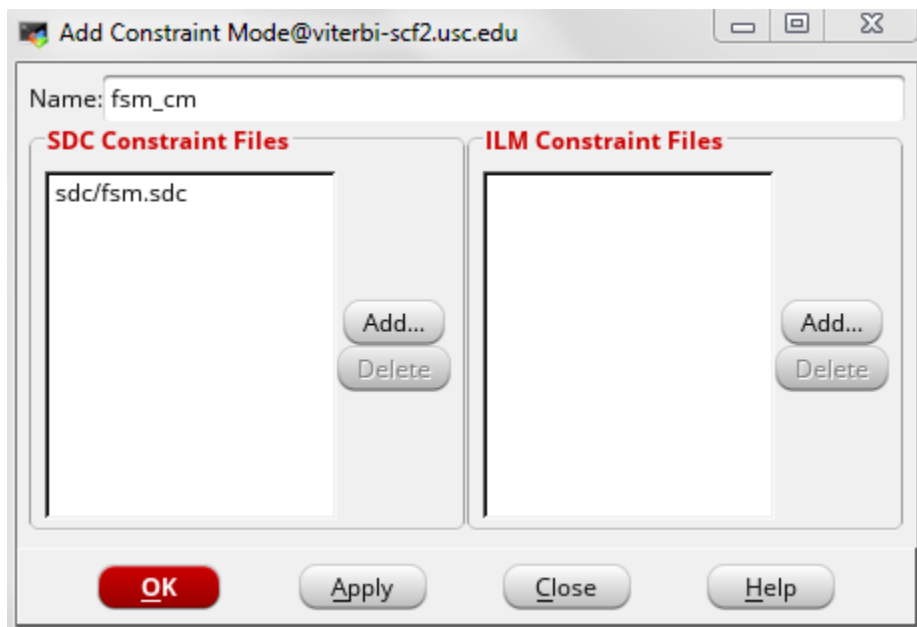 Add Constraint Mode@viterbi-scf2.usc.edu
Name: fsm_cm
SDC Constraint Files
ILM Constraint Files
sdc/fsm.sdc
Add...
Delete
Add...
Delete
OK Apply Close Help